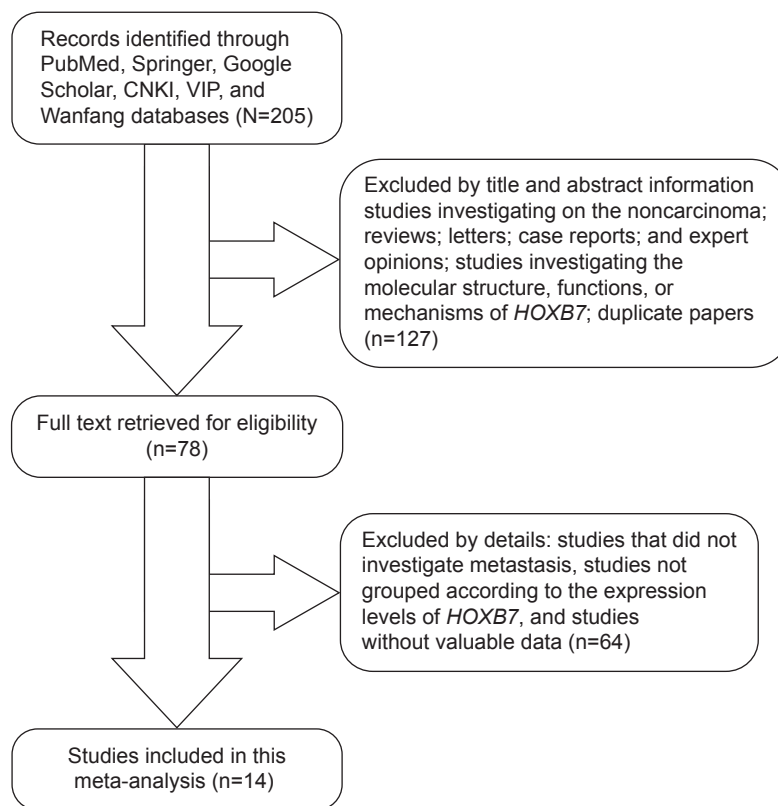 Records identified through
PubMed, Springer, Google
Scholar, CNKI, VIP, and
Wanfang databases (N=205)
Excluded by title and abstract information
studies investigating on the noncarcinoma;
reviews; letters; case reports; and expert
opinions; studies investigating the
molecular structure, functions, or
mechanisms of HOXB7; duplicate papers
(n=127)
Full text retrieved for eligibility
(n=78)
Excluded by details: studies that did not
investigate metastasis, studies not
grouped according to the expression
levels of HOXB7, and studies
without valuable data (n=64)
Studies included in this
meta-analysis (n=14)